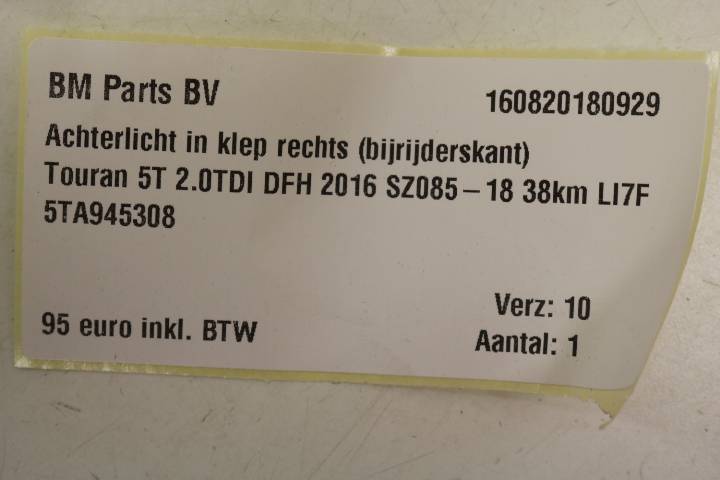 BM Parts BV
160820180929
Achterlicht in klep rechts (bijrijderskant)
Touran 5T 2.0TDI DFH 2016 SZ085-18 38km LI7F
5TA945308
Verz: 10
95 euro inkl. BTW
Aantal: 1